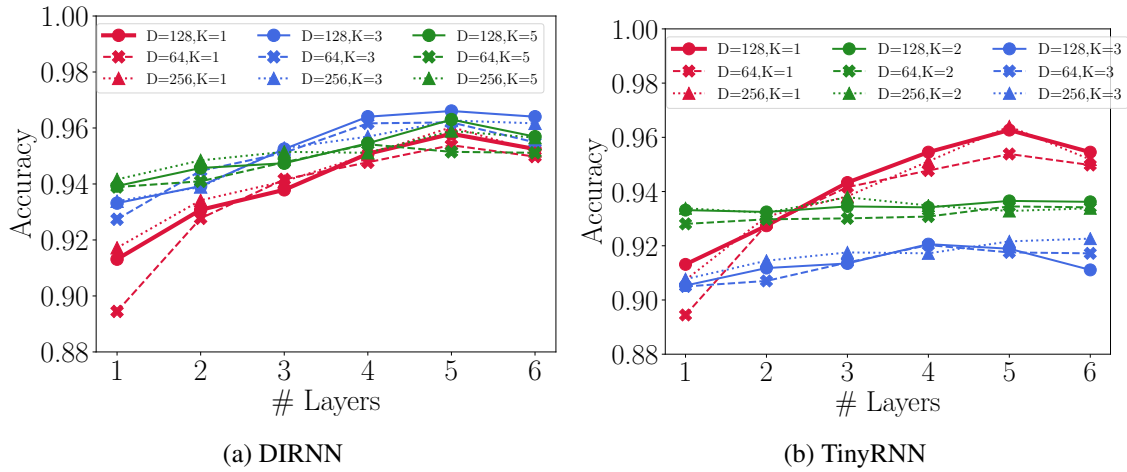 1.00
0.98
0.96
0.94
0.92
0.90
0.88
Accuracy
D=128,K=1 D=128,K=3 D=128,K=5
D=64,K=1 D=64,K=3 D=64,K=5
D=256,K=1 D=256,K=3 D=256,K=5
1 2 3 4 5 6
# Layers
(a) DIRNN
1.00
0.98
0.96
0.94
0.92
0.90
0.88
Accuracy
D=128,K=1 D=128,K=2 D=128,K=3
D=64,K=1 D=64,K=2 D=64,K=3
D=256,K=1 D=256,K=2 D=256,K=3
1 2 3 4 5 6
# Layers
(b) TinyRNN